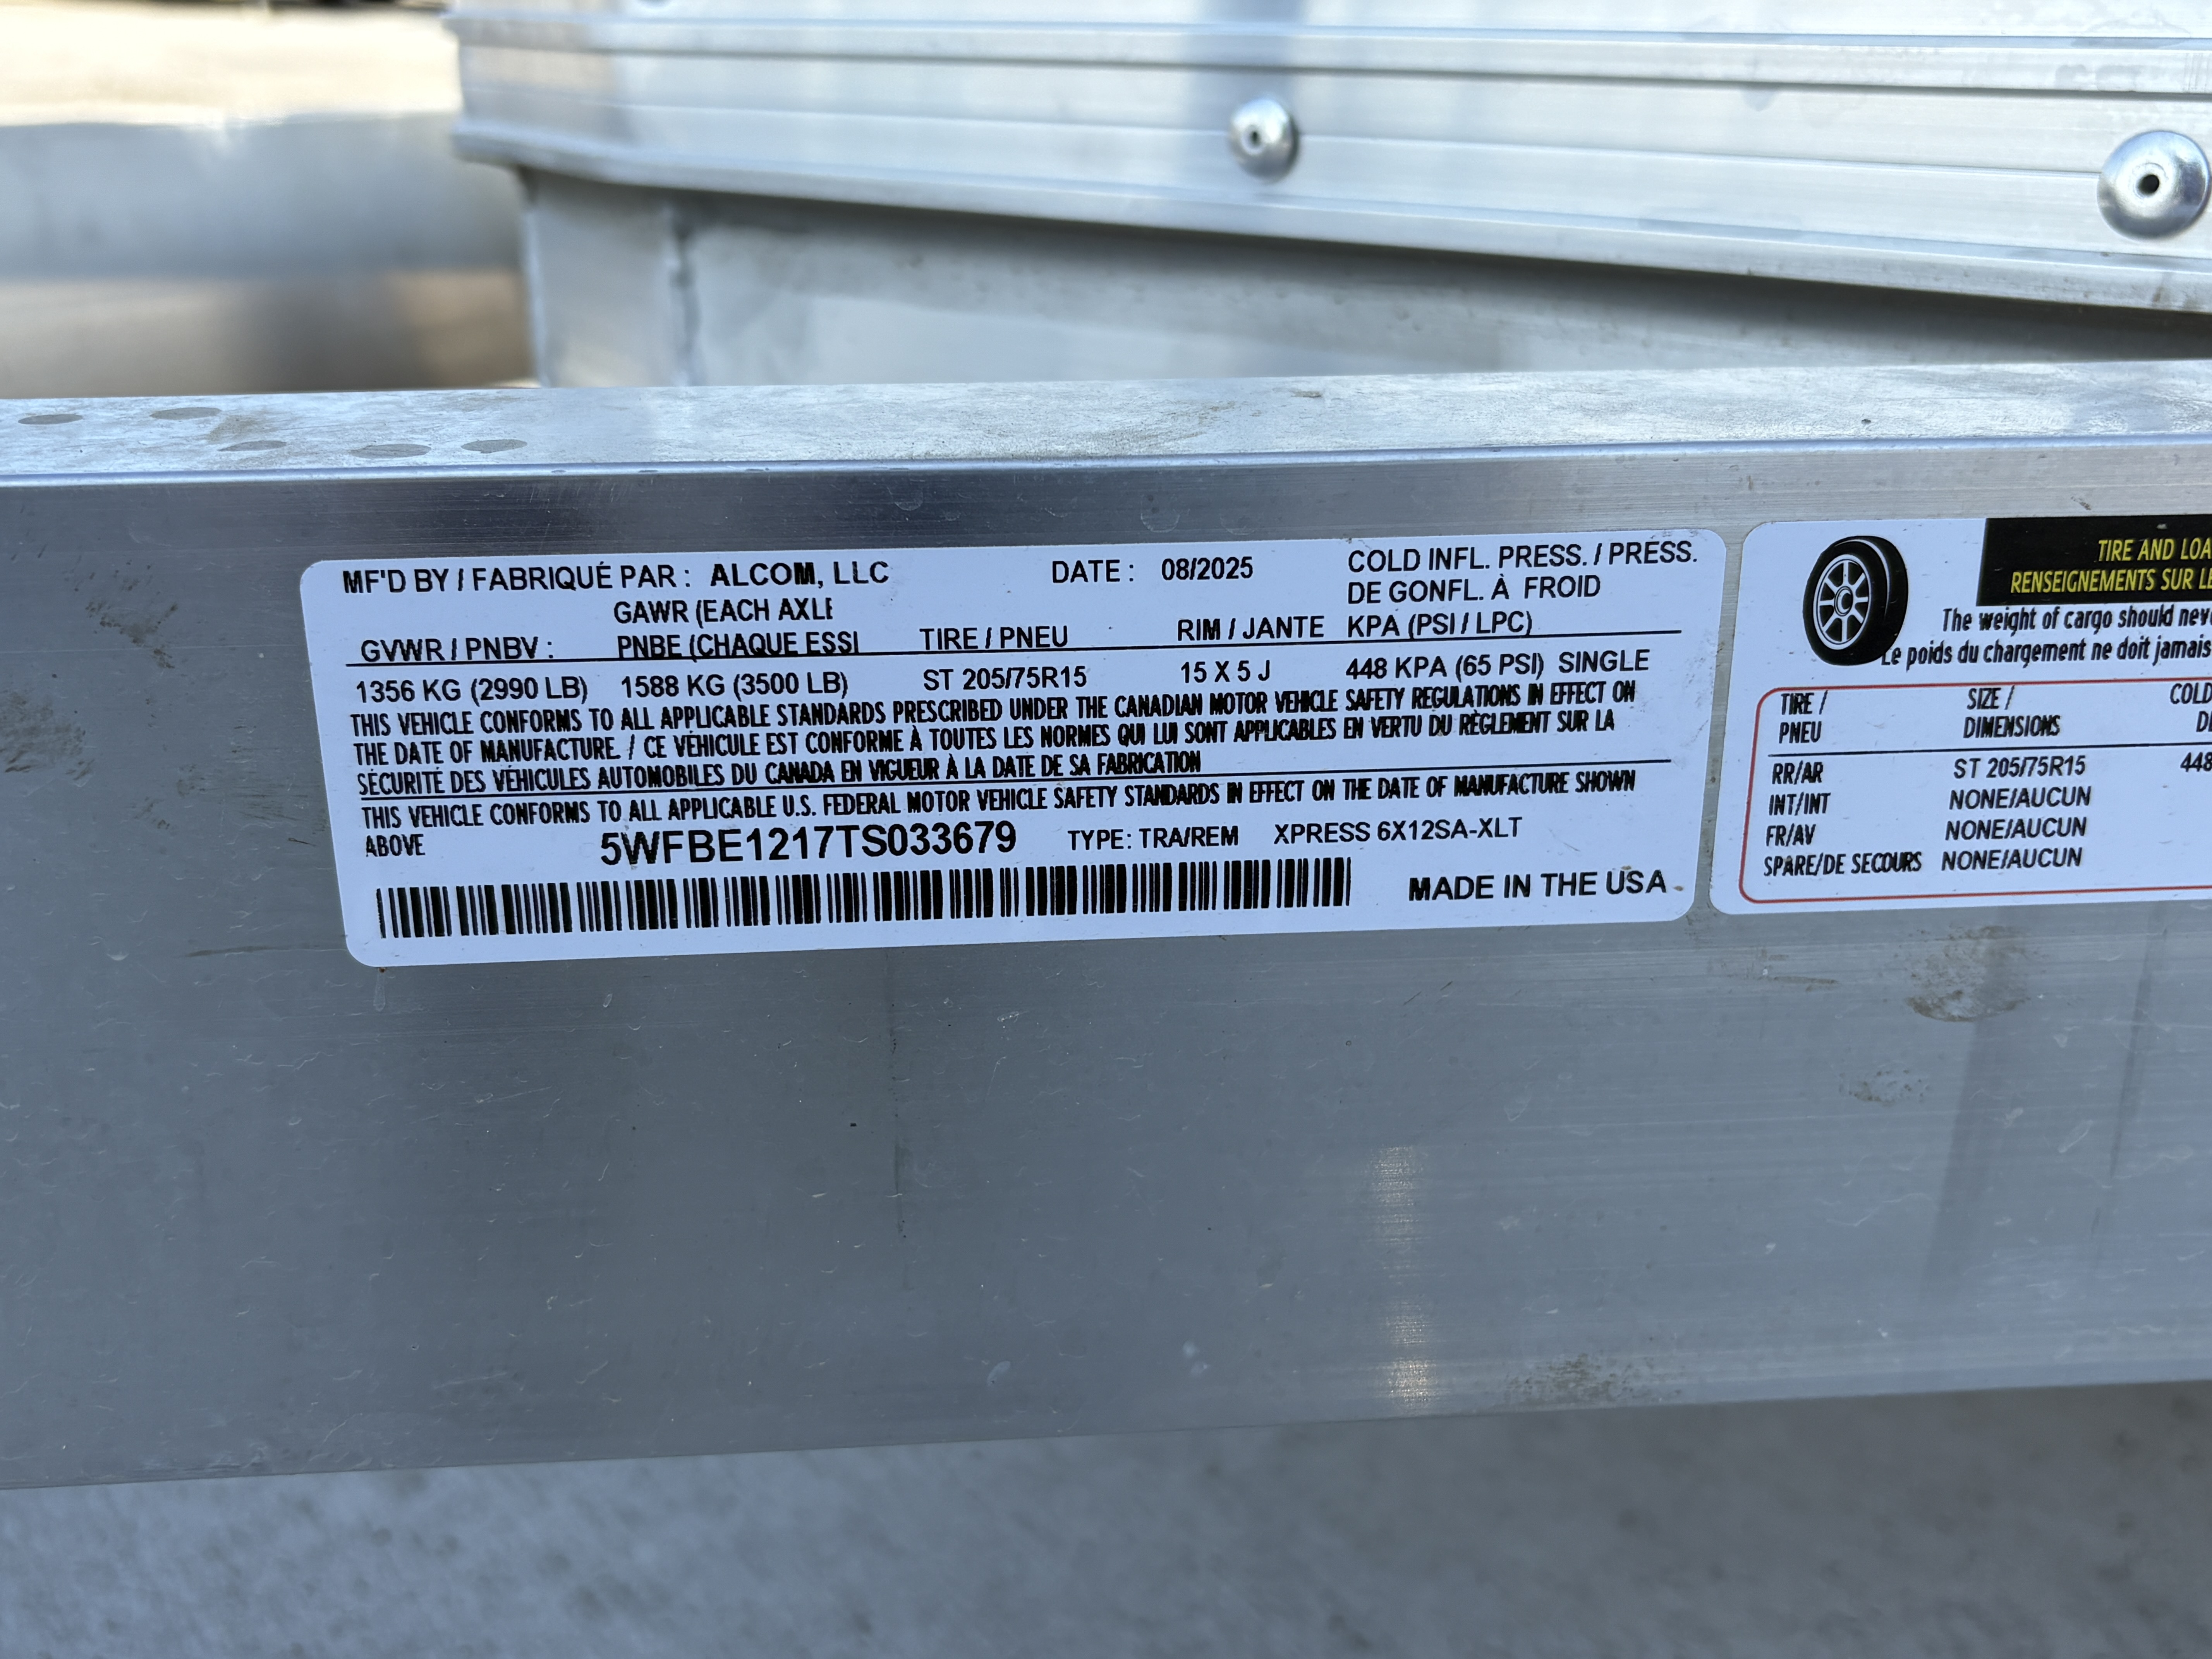 MF'D BY / FABRIQUÉ PAR : ALCOM, LLC DATE : 08/2025 COLD INFL. PRESS. / PRESS.
DE GONFL. À FROID
GAWR (EACH AXLE
GVWR / PNBV : PNBE (CHAQUE ESSI TIRE / PNEU RIM / JANTE KPA (PSI / LPC)
1356 KG (2990 LB) 1588 KG (3500 LB) ST 205/75R15 15 X 5 J 448 KPA (65 PSI) SINGLE
THIS VEHICLE CONFORMS TO ALL APPLICABLE STANDARDS PRESCRIBED UNDER THE CANADIAN MOTOR VEHICLE SAFETY REGULATIONS IN EFFECT ON
THE DATE OF MANUFACTURE. / CE VÉHICULE EST CONFORME À TOUTES LES NORMES QUI LUI SONT APPLICABLES EN VERTU DU RÈGLEMENT SUR LA
SÉCURITÉ DES VÉHICULES AUTOMOBILES DU CANADA EN VIGUEUR À LA DATE DE SA FABRICATION
THIS VEHICLE CONFORMS TO ALL APPLICABLE U.S. FEDERAL MOTOR VEHICLE SAFETY STANDARDS IN EFFECT ON THE DATE OF MANUFACTURE SHOWN
ABOVE 5WFBE1217TS033679 TYPE: TRA/REM XPRESS 6X12SA-XLT
MADE IN THE USA
TIRE AND LOA
RENSEIGNEMENTS SUR LE
The weight of cargo should nev
Le poids du chargement ne doit jamais
TIRE / SIZE / COLD
PNEU DIMENSIONS
RR/AR ST 205/75R15 448
INT/INT NONE/AUCUN
FR/AV NONE/AUCUN
SPARE/DE SECOURS NONE/AUCUN